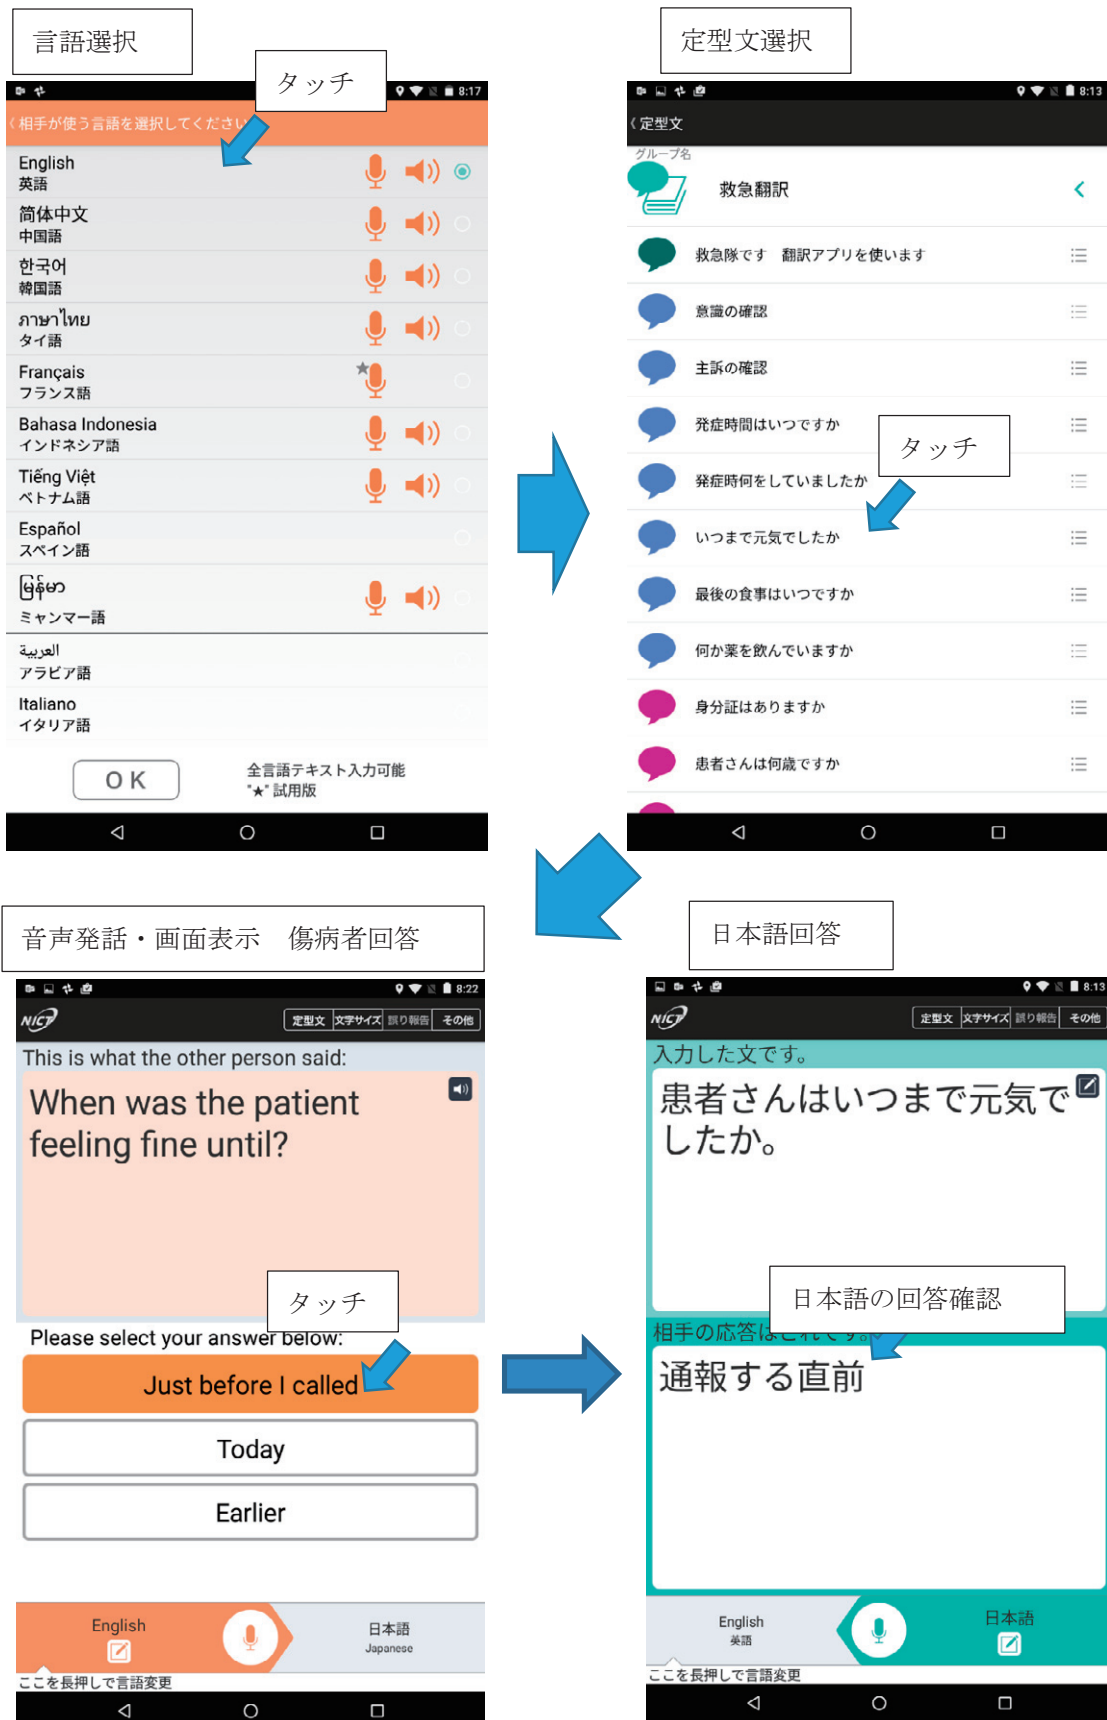 言語選択
タッチ
8:17
〈相手が使う言語を選択してください
English
英語
简体中文
中国語
한국어
韓国語
ภาษาไทย
タイ語
Français
フランス語
★
Bahasa Indonesia
インドネシア語
Tiếng Việt
ベトナム語
Español
スペイン語
မြန်မာ
ミャンマー語
العربية
アラビア語
Italiano
イタリア語
OK
全言語テキスト入力可能
"★" 試用版
定型文選択
8:13
〈定型文
グループ名
救急翻訳
救急隊です　翻訳アプリを使います
意識の確認
主訴の確認
発症時間はいつですか
タッチ
発症時何をしていましたか
いつまで元気でしたか
最後の食事はいつですか
何か薬を飲んでいますか
身分証はありますか
患者さんは何歳ですか
音声発話・画面表示　傷病者回答
8:22
NICT
定型文 文字サイズ 誤り報告 その他
This is what the other person said:
When was the patient
feeling fine until?
タッチ
Please select your answer below:
Just before I called
Today
Earlier
English
日本語
Japanese
ここを長押しで言語変更
日本語回答
8:13
NICT
定型文 文字サイズ 誤り報告 その他
入力した文です。
患者さんはいつまで元気で
したか。
日本語の回答確認
相手の応答はこれです。
通報する直前
English
英語
日本語
ここを長押しで言語変更